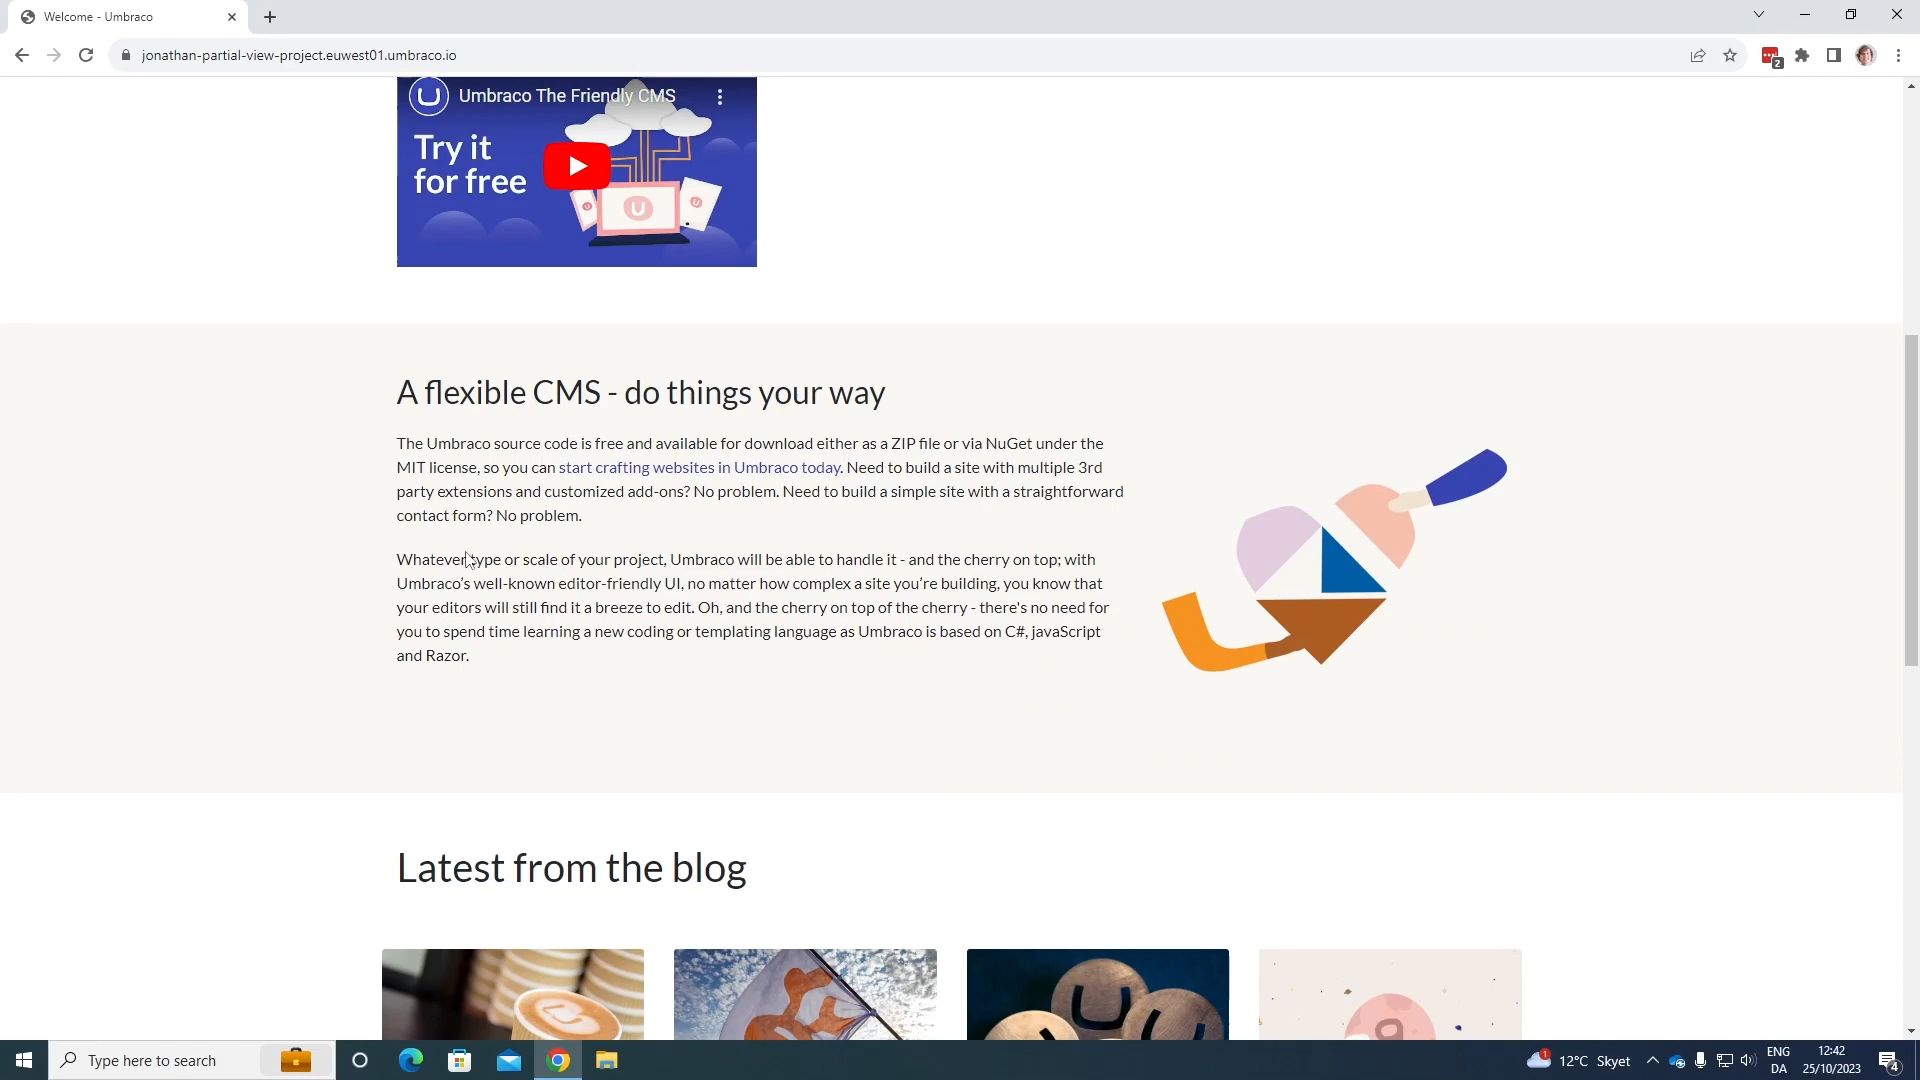 Welcome - Umbraco
jonathan-partial-view-project.euwest01.umbraco.io
2
Umbraco The Friendly CMS
Try it
for free
A flexible CMS - do things your way
The Umbraco source code is free and available for download either as a ZIP file or via NuGet under the
MIT license, so you can start crafting websites in Umbraco today. Need to build a site with multiple 3rd
party extensions and customized add-ons? No problem. Need to build a simple site with a straightforward
contact form? No problem.
Whatever type or scale of your project, Umbraco will be able to handle it - and the cherry on top; with
Umbraco’s well-known editor-friendly UI, no matter how complex a site you’re building, you know that
your editors will still find it a breeze to edit. Oh, and the cherry on top of the cherry - there's no need for
you to spend time learning a new coding or templating language as Umbraco is based on C#, javaScript
and Razor.
Latest from the blog
Type here to search
1
12°C Skyet
ENG
DA
12:42
25/10/2023
4